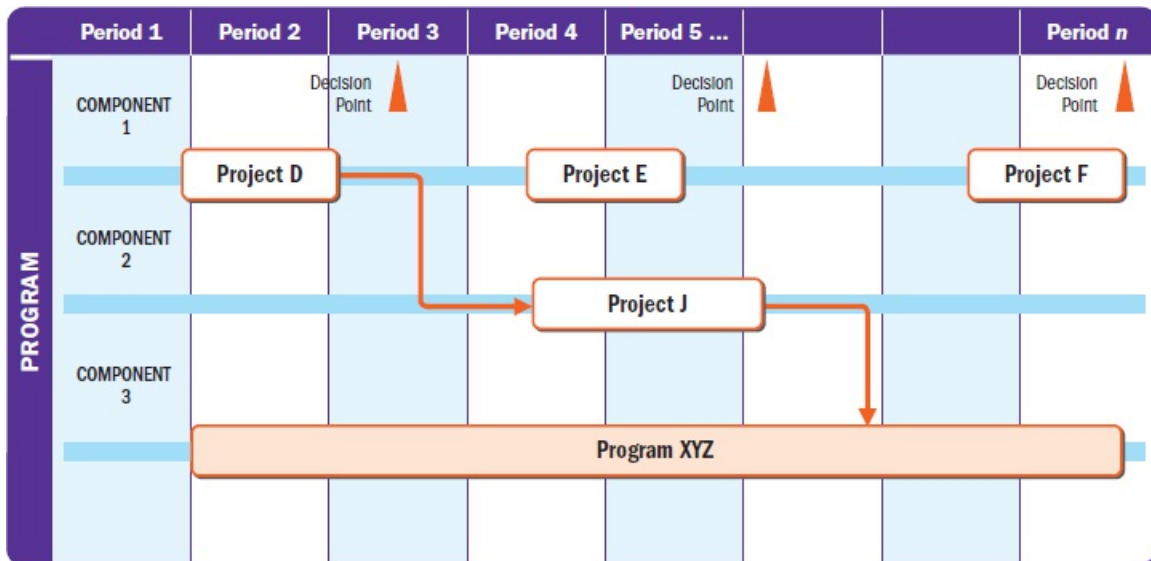 Period 1 Period 2 Period 3 Period 4 Period 5 ... Period n
PROGRAM
Decision
Point
Decision
Point
Decision
Point
COMPONENT
1
Project D Project E Project F
COMPONENT
2
Project J
COMPONENT
3
Program XYZ